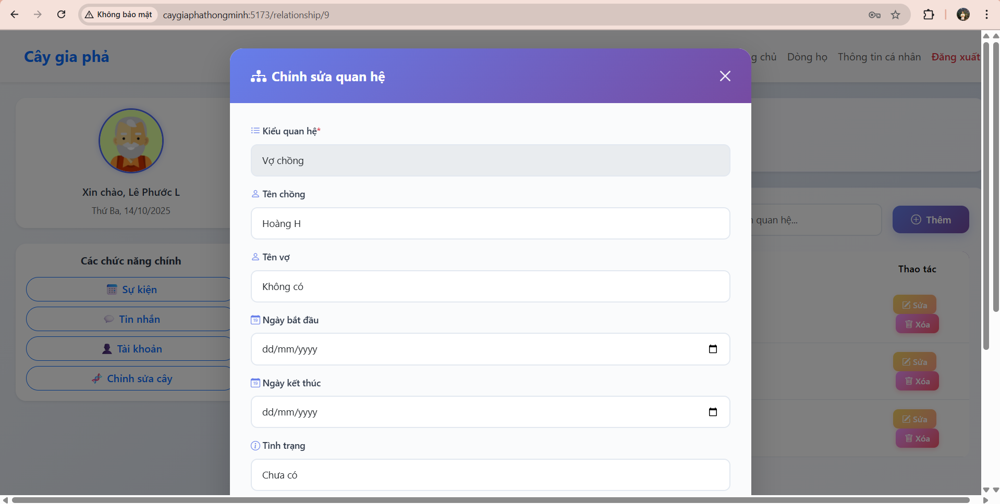 Không bảo mật
caygiaphathongminh:5173/relationship/9
Cây gia phả
g chủ
Dòng họ
Thông tin cá nhân
Đăng xuất
Chỉnh sửa quan hệ
Xin chào, Lê Phước L
Thứ Ba, 14/10/2025
Các chức năng chính
Sự kiện
Tin nhắn
Tài khoản
Chỉnh sửa cây
Kiểu quan hệ*
Vợ chồng
Tên chồng
Hoàng H
Tên vợ
Không có
Ngày bắt đầu
dd/mm/yyyy
Ngày kết thúc
dd/mm/yyyy
Tình trạng
Chưa có
quan hệ...
Thêm
Thao tác
Sửa
Xóa
Sửa
Xóa
Sửa
Xóa